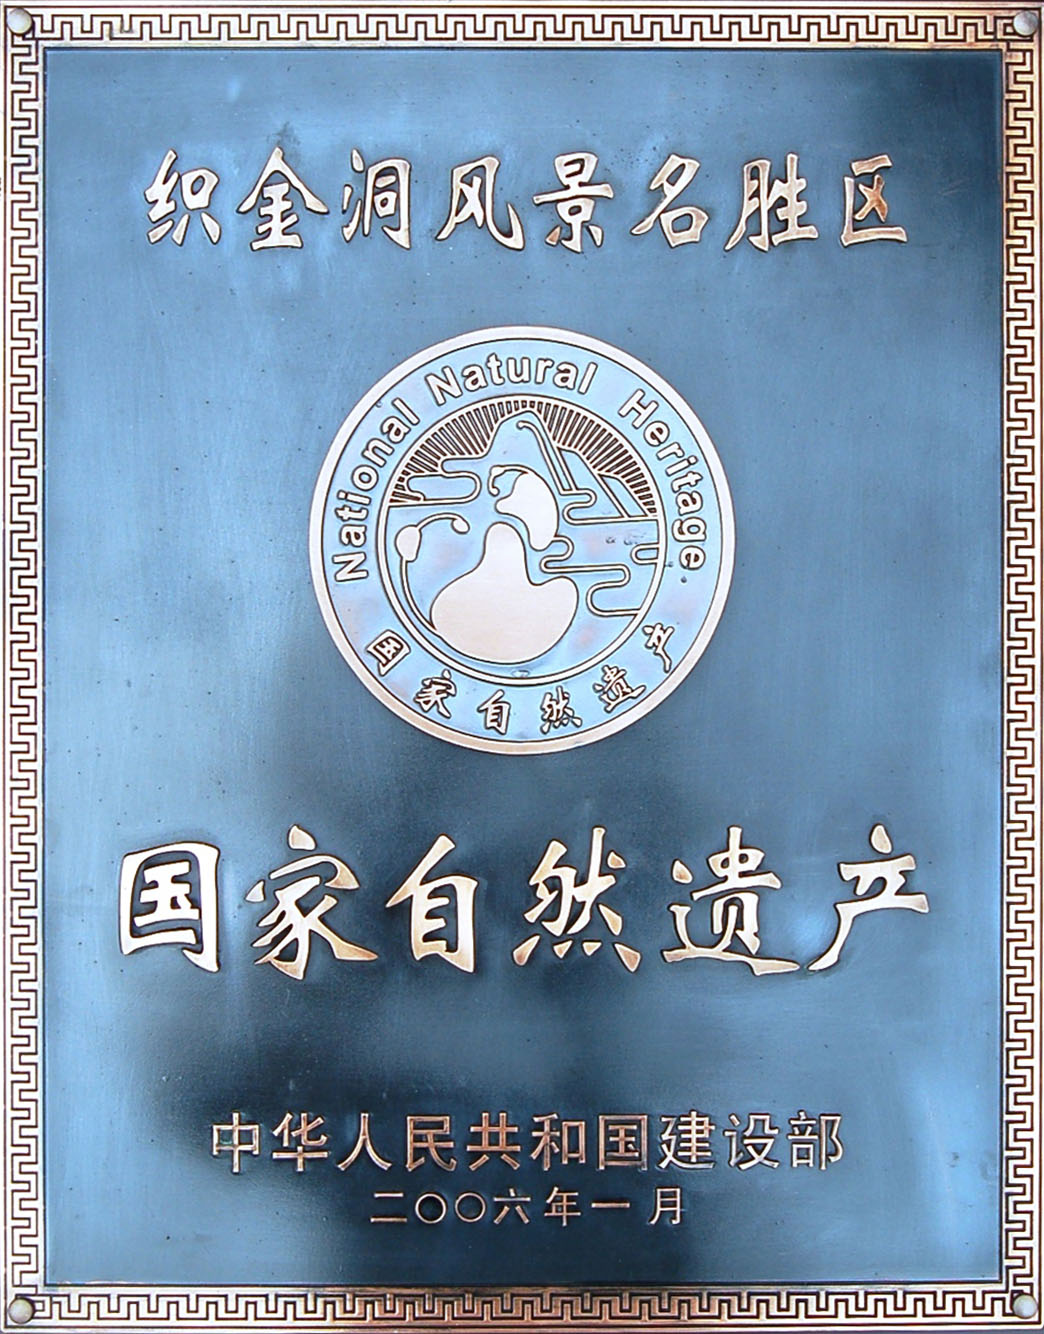 织金洞风景名胜区
National Natural Heritage
国家自然遗产
国家自然遗产
中华人民共和国建设部
二〇〇六年一月